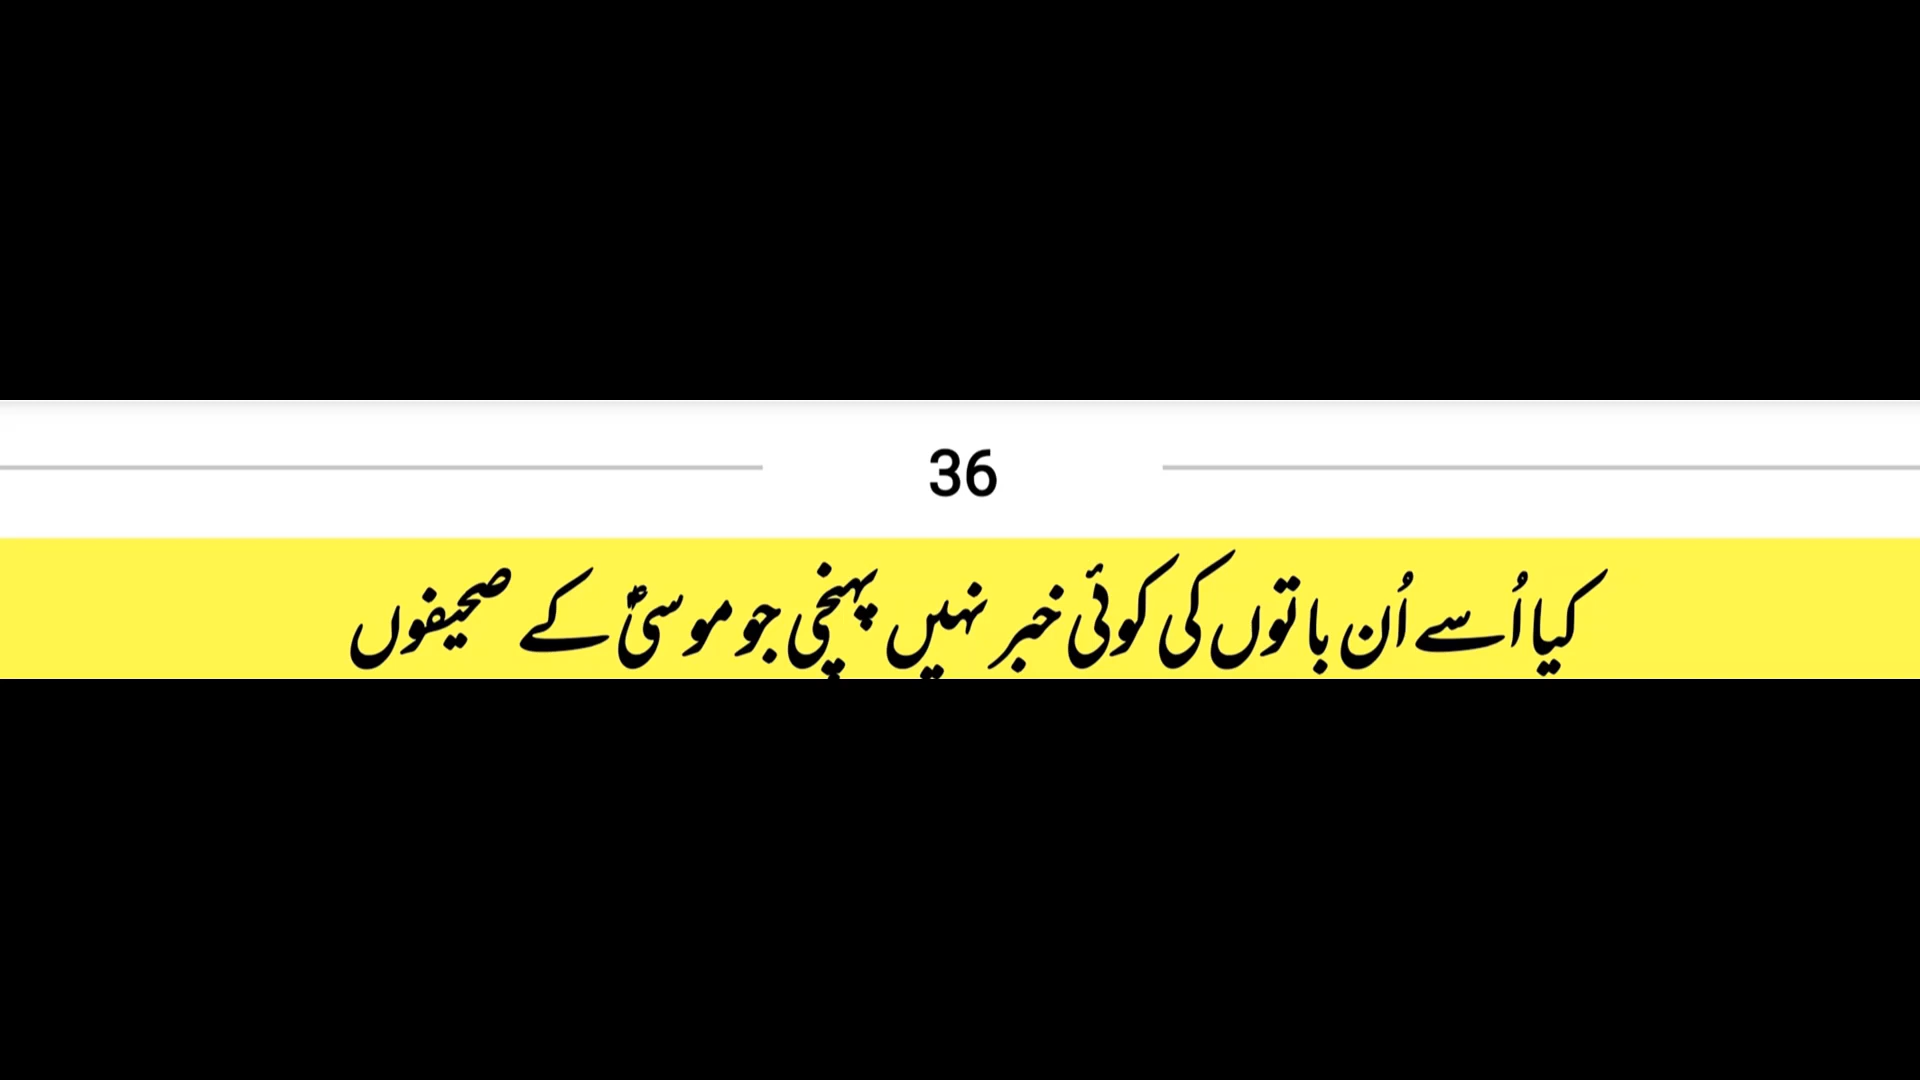 36
کیا اُسے اُن باتوں کی کوئی خبر نہیں پہنچی جو موسیٰؑ کے صحیفوں